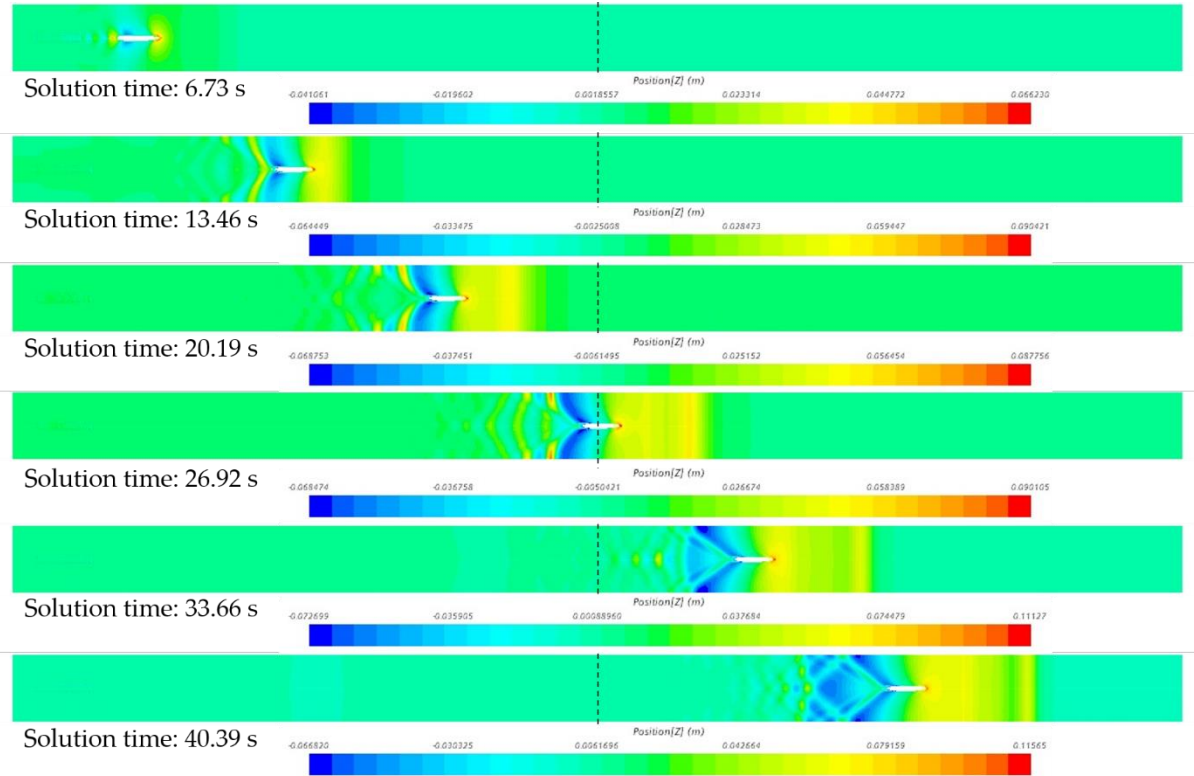 Solution time: 6.73 s
Position[Z] (m)
-0.041061 -0.019602 0.0018557 0.023314 0.044772 0.066230
Solution time: 13.46 s
Position[Z] (m)
-0.064449 -0.033475 -0.0025008 0.028473 0.059447 0.090421
Solution time: 20.19 s
Position[Z] (m)
-0.068753 -0.037451 -0.0061495 0.025152 0.056454 0.087756
Solution time: 26.92 s
Position[Z] (m)
-0.068474 -0.036758 -0.0050421 0.026674 0.058389 0.090105
Solution time: 33.66 s
Position[Z] (m)
-0.072699 -0.035905 0.00088960 0.037684 0.074479 0.11127
Solution time: 40.39 s
Position[Z] (m)
-0.066820 -0.030325 0.0061696 0.042664 0.079159 0.11565